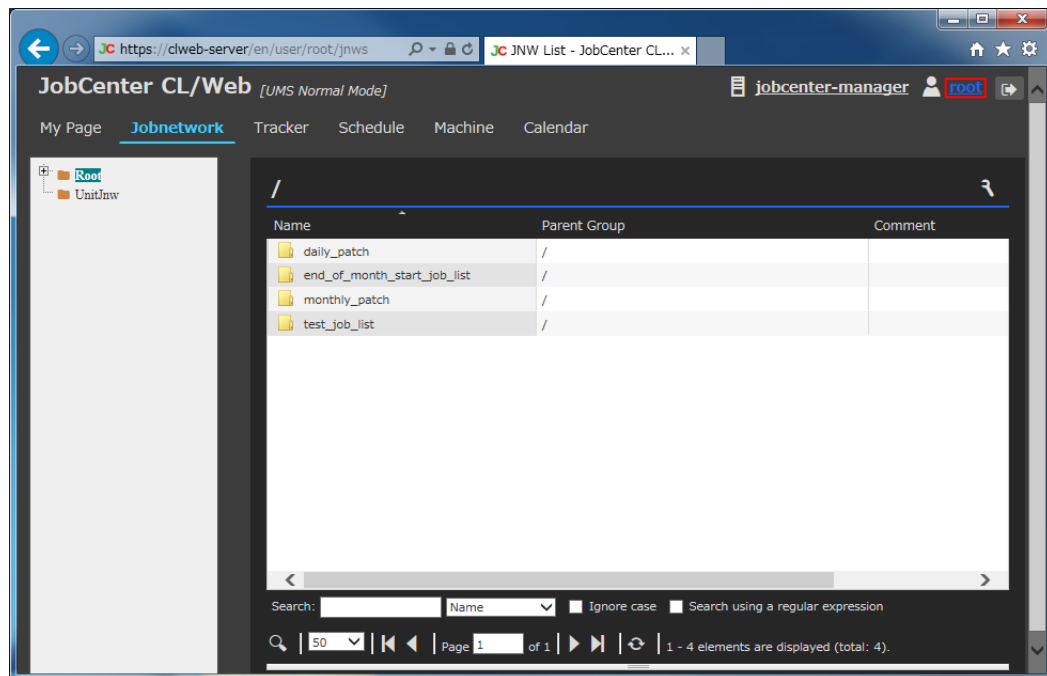 JC https://clweb-server/en/user/root/jnws
JC JNW List - JobCenter CL...
JobCenter CL/Web [UMS Normal Mode]
jobcenter-manager root
My Page Jobnetwork Tracker Schedule Machine Calendar
Root
UnitJnw
/
Name Parent Group Comment
daily_patch /
end_of_month_start_job_list /
monthly_patch /
test_job_list /
Search: Name Ignore case Search using a regular expression
50 Page 1 of 1 1 - 4 elements are displayed (total: 4).